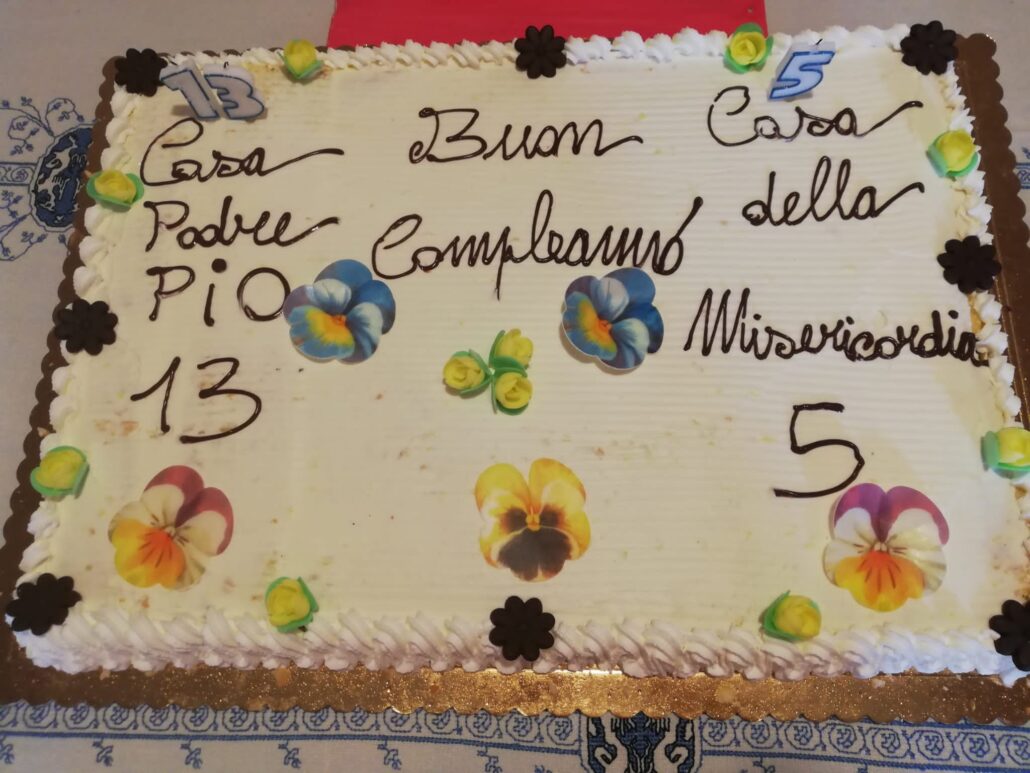 13
5
Casa
Padre
PiO
13
Buon
Compleanno
Casa
della
Misericordia
5